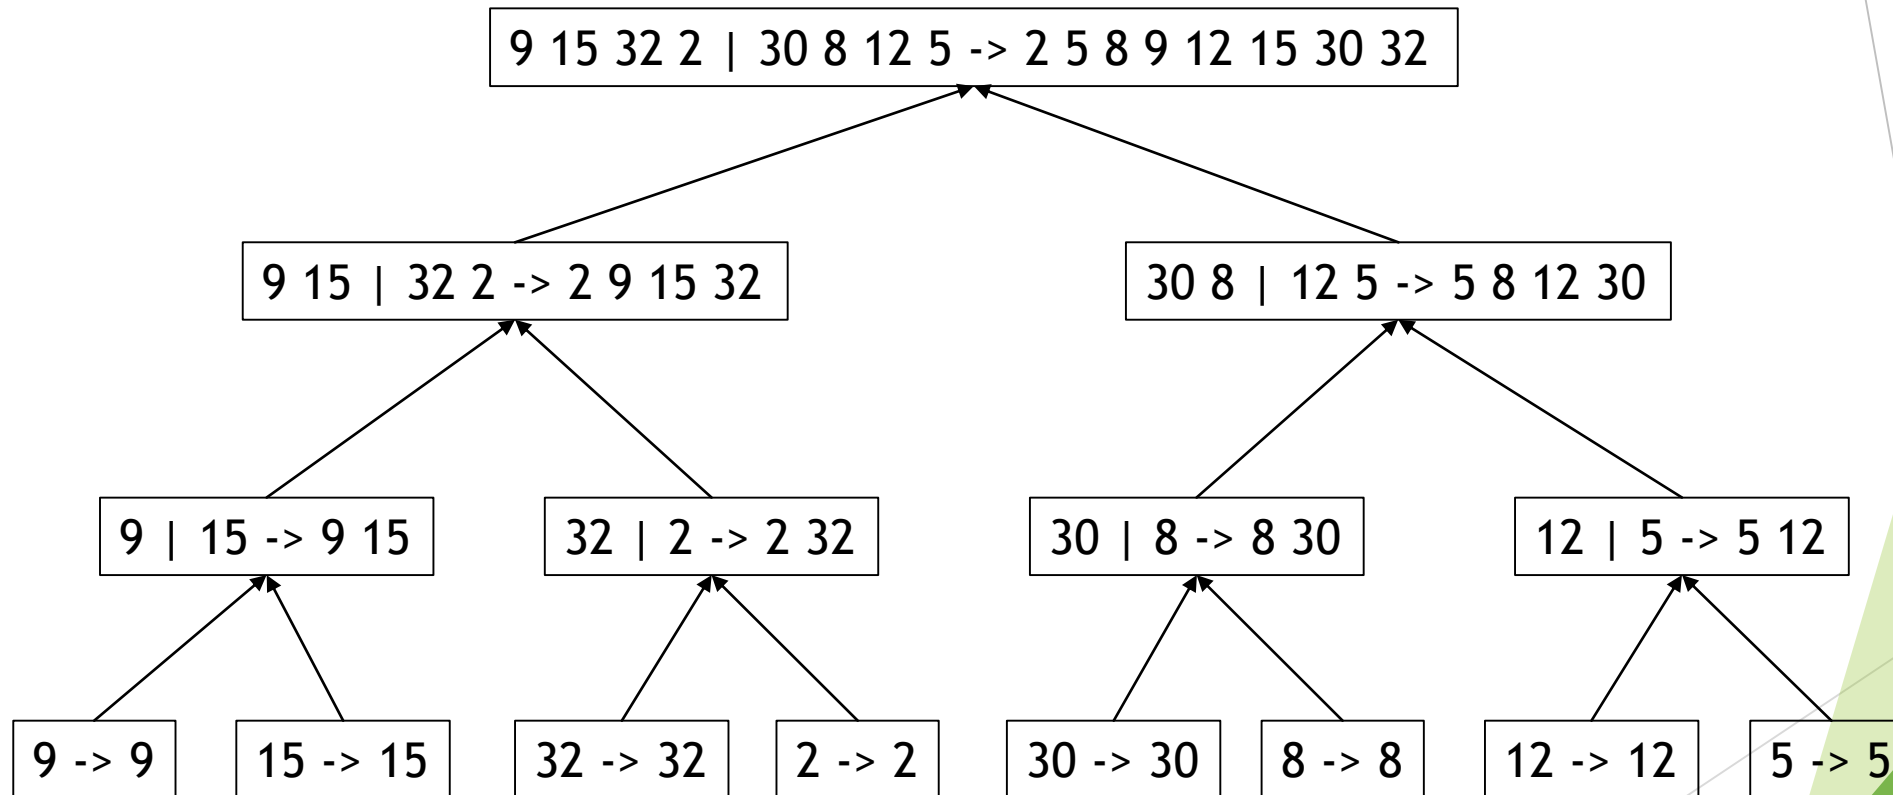 9 15 32 2 | 30 8 12 5 -> 2 5 8 9 12 15 30 32
9 15 | 32 2 -> 2 9 15 32
30 8 | 12 5 -> 5 8 12 30
9 | 15 -> 9 15
32 | 2 -> 2 32
30 | 8 -> 8 30
12 | 5 -> 5 12
9 -> 9
15 -> 15
32 -> 32
2 -> 2
30 -> 30
8 -> 8
12 -> 12
5 -> 5